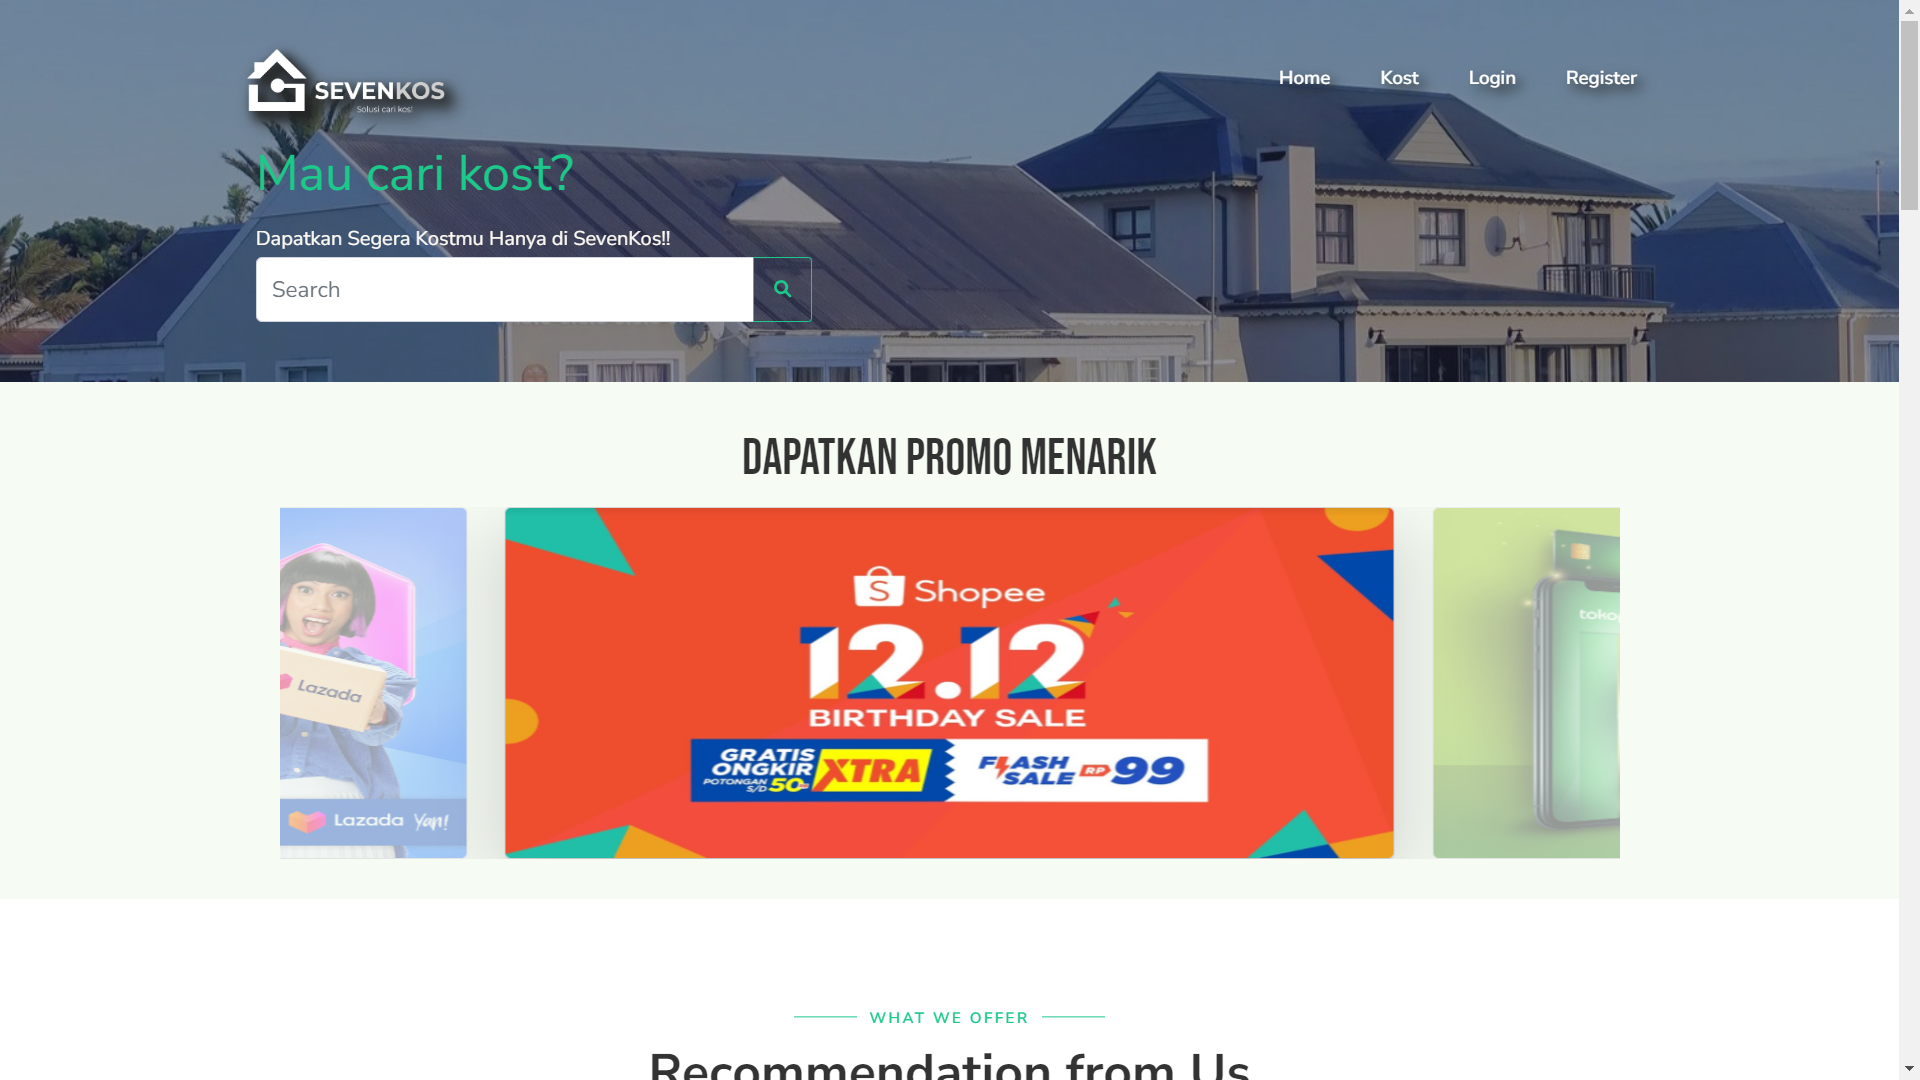 SEVENKOS
Solusi cari kos!
Home
Kost
Login
Register
Mau cari kost?
Dapatkan Segera Kostmu Hanya di SevenKos!!
Search
DAPATKAN PROMO MENARIK
Lazada
Lazada Yan!
S Shopee
12.12
BIRTHDAY SALE
GRATIS
ONGKIR
XTRA
POTONGAN
S/D 50
FLASH
SALE
RP 99
WHAT WE OFFER
Recommendation from Us